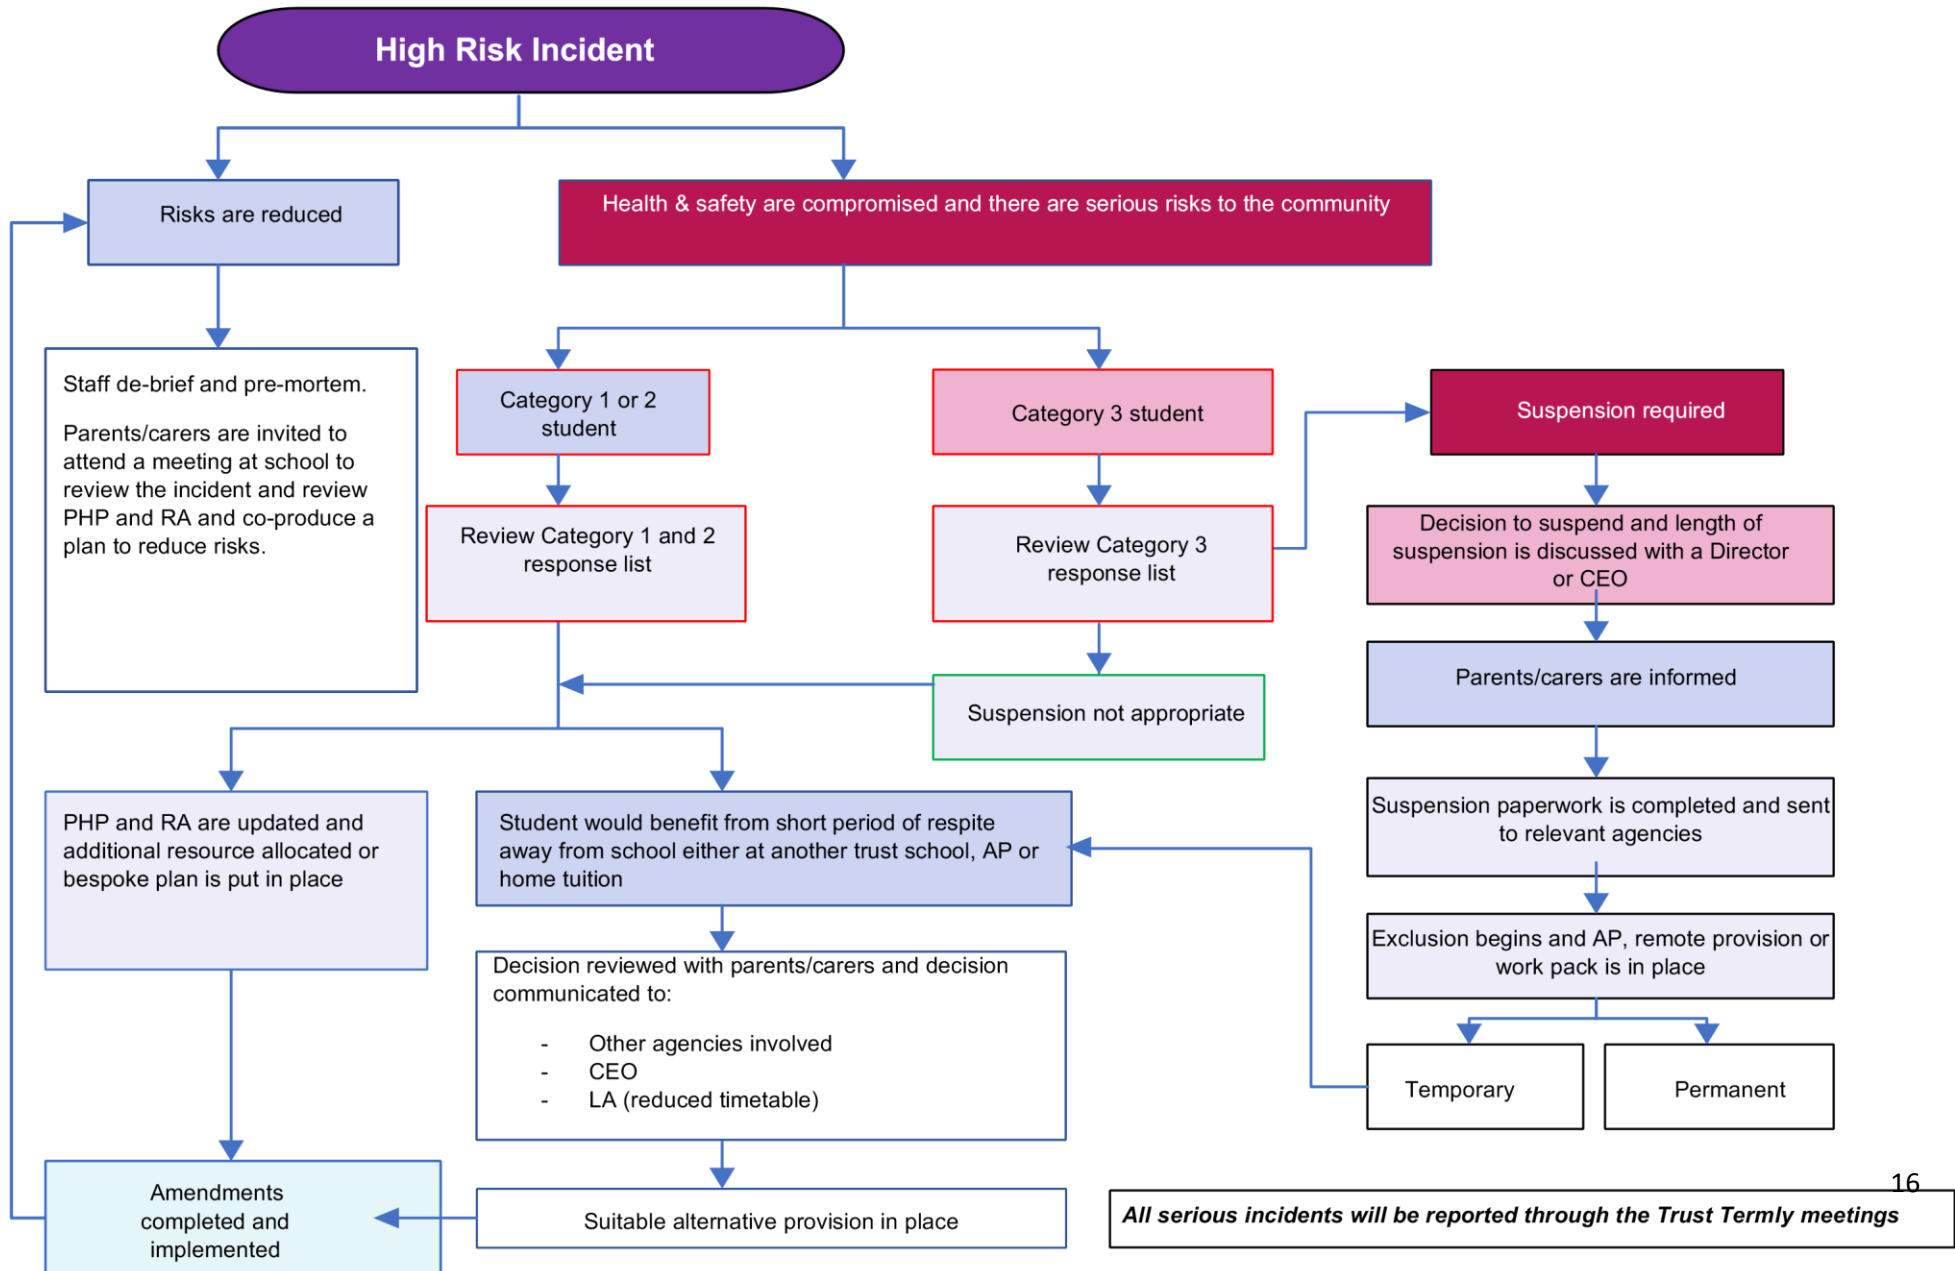 High Risk Incident
Risks are reduced
Health & safety are compromised and there are serious risks to the community
Staff de-brief and pre-mortem.
Parents/carers are invited to
attend a meeting at school to
review the incident and review
PHP and RA and co-produce a
plan to reduce risks.
Category 1 or 2
student
Category 3 student
Suspension required
Review Category 1 and 2
response list
Review Category 3
response list
Decision to suspend and length of
suspension is discussed with a Director
or CEO
Parents/carers are informed
Suspension not appropriate
PHP and RA are updated and
additional resource allocated or
bespoke plan is put in place
Student would benefit from short period of respite
away from school either at another trust school, AP or
home tuition
Suspension paperwork is completed and sent
to relevant agencies
Exclusion begins and AP, remote provision or
work pack is in place
Decision reviewed with parents/carers and decision
communicated to:
- Other agencies involved
- CEO
- LA (reduced timetable)
Temporary
Permanent
Amendments
completed and
implemented
Suitable alternative provision in place
16
All serious incidents will be reported through the Trust Termly meetings